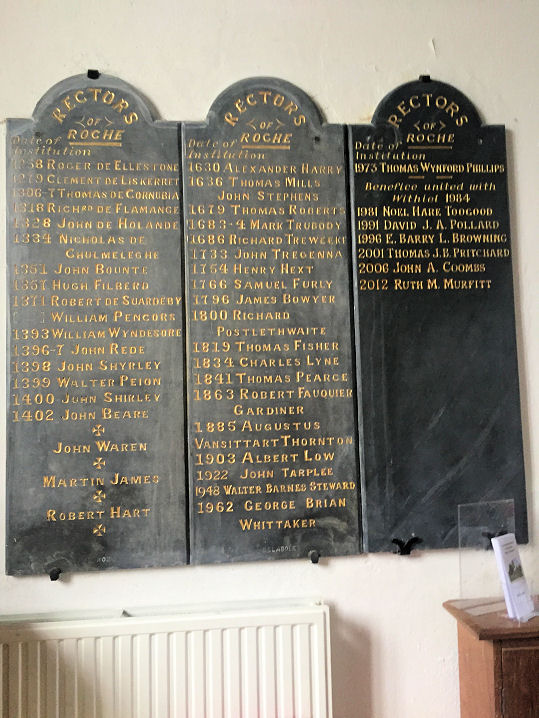 RECTORS
OF
ROCHE
Date of
Institution
1258 ROGER DE ELLESTONE
1279 CLEMENT DE LISKERRET
1306-7 THOMAS DE CORNUBIA
1318 RICHRD DE FLAMANGE
1328 JOHN DE HOLANDE
1334 NICHOLAS DE
CHULMELEGHE
1351 JOHN BOUNTE
1357 HUGH FILBERD
1371 ROBERT DE SUARDEBY
WILLIAM PENGORS
1393 WILLIAM WYNDESORE
1396-7 JOHN REDE
1398 JOHN SHYRLEY
1399 WALTER PEION
1400 JOHN SHIRLEY
1402 JOHN BEARE
JOHN WAREN
MARTIN JAMES
ROBERT HART
RECTORS
OF
ROCHE
Date of
Institution
1630 ALEXANDER HARRY
1636 THOMAS MILLS
JOHN STEPHENS
1679 THOMAS ROBERTS
1683-4 MARK TRUBODY
1686 RICHARD TREWEEKE
1733 JOHN TREGENNA
1754 HENRY HEXT
1766 SAMUEL FURLY
1796 JAMES BOWYER
1800 RICHARD
POSTLETHWAITE
1819 THOMAS FISHER
1834 CHARLES LYNE
1841 THOMAS PEARCE
1863 ROBERT FAUQUIER
GARDINER
1885 AUGUSTUS
VANSITTART THORNTON
1903 ALBERT LOW
1922 JOHN TARPLEE
1948 WALTER BARNES STEWARD
1962 GEORGE BRIAN
WHITTAKER
RECTORS
OF
ROCHE
Date of
Institution
1973 THOMAS WYNFORD PHILLIPS
Benefice united with
Withiel 1984
1981 NOEL HARE TOOGOOD
1991 DAVID J. A. POLLARD
1996 E. BARRY L. BROWNING
2001 THOMAS J. B. PRITCHARD
2006 JOHN A. COOMBS
2012 RUTH M. MURFITT